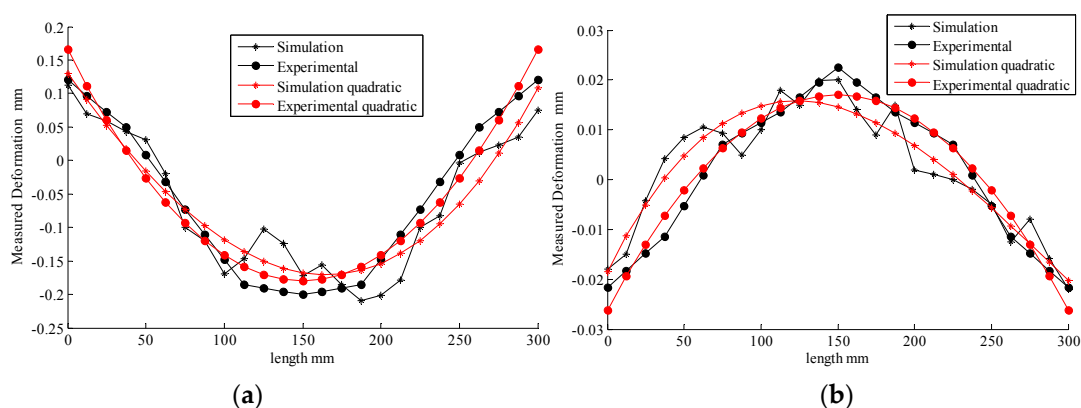 0.2
0.15
0.1
0.05
0
-0.05
-0.1
-0.15
-0.2
-0.25
Measured Deformation mm
Simulation
Experimental
Simulation quadratic
Experimental quadratic
0 50 100 150 200 250 300
length mm
(a)
0.03
0.02
0.01
0
-0.01
-0.02
-0.03
Measured Deformation mm
Simulation
Experimental
Simulation quadratic
Experimental quadratic
0 50 100 150 200 250 300
length mm
(b)